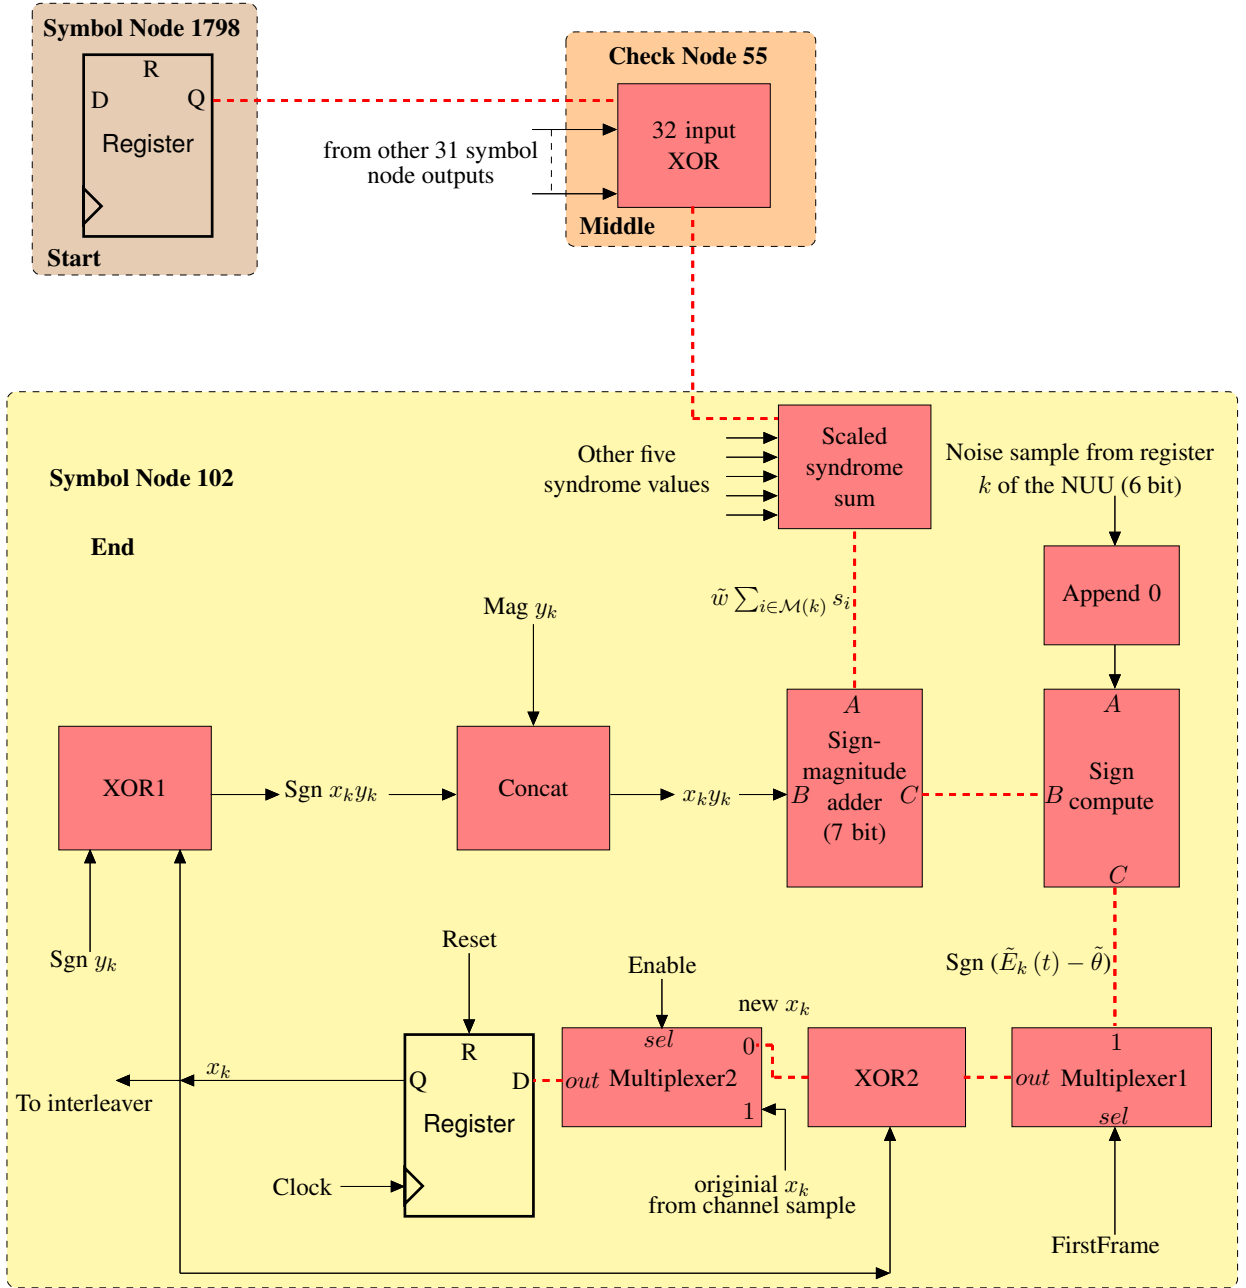 Symbol Node 1798
R
D
Q
Register
Start
Check Node 55
32 input
XOR
from other 31 symbol
node outputs
Middle
Symbol Node 102
End
Other five
syndrome values
Scaled
syndrome
sum
Noise sample from register
k of the NUU (6 bit)
Append 0
w̃ ∑i∈M(k) si
Mag yk
XOR1
Sgn xkyk
Concat
xkyk
A
Sign-
magnitude
adder
(7 bit)
B
C
A
Sign
compute
B
C
Sgn yk
Reset
Enable
Sgn (Ẽk (t) − θ̃)
new xk
R
Q
D
Register
sel
0
out Multiplexer2
1
XOR2
1
out Multiplexer1
sel
xk
To interleaver
Clock
originial xk
from channel sample
FirstFrame